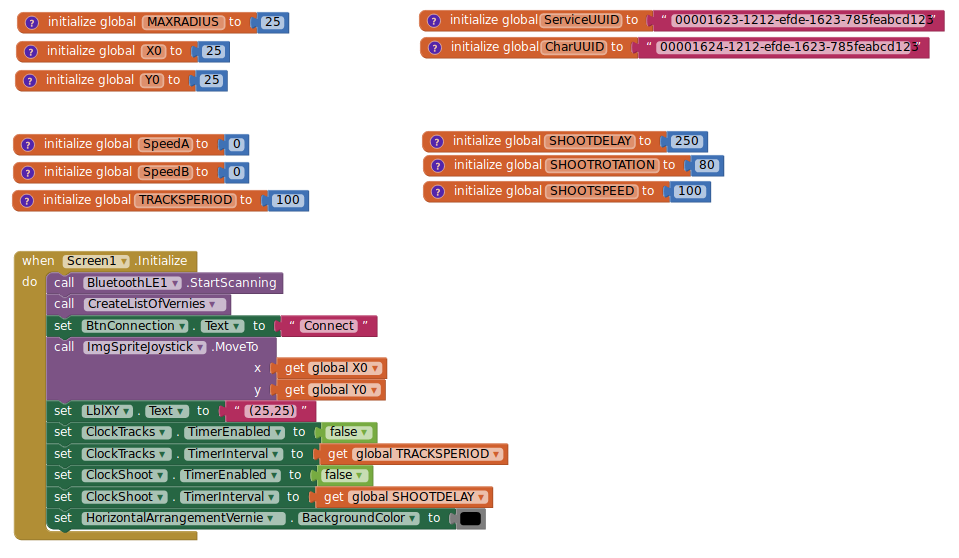 initialize global MAXRADIUS to 25
initialize global X0 to 25
initialize global Y0 to 25
initialize global ServiceUUID to “ 00001623-1212-efde-1623-785feabcd123 ”
initialize global CharUUID to “ 00001624-1212-efde-1623-785feabcd123 ”
initialize global SpeedA to 0
initialize global SpeedB to 0
initialize global TRACKSPERIOD to 100
initialize global SHOOTDELAY to 250
initialize global SHOOTROTATION to 80
initialize global SHOOTSPEED to 100
when Screen1 .Initialize
do call BluetoothLE1 .StartScanning
call CreateListOfVernies
set BtnConnection . Text to “ Connect ”
call ImgSpriteJoystick .MoveTo
x get global X0
y get global Y0
set LblXY . Text to “ (25,25) ”
set ClockTracks . TimerEnabled to false
set ClockTracks . TimerInterval to get global TRACKSPERIOD
set ClockShoot . TimerEnabled to false
set ClockShoot . TimerInterval to get global SHOOTDELAY
set HorizontalArrangementVernie . BackgroundColor to